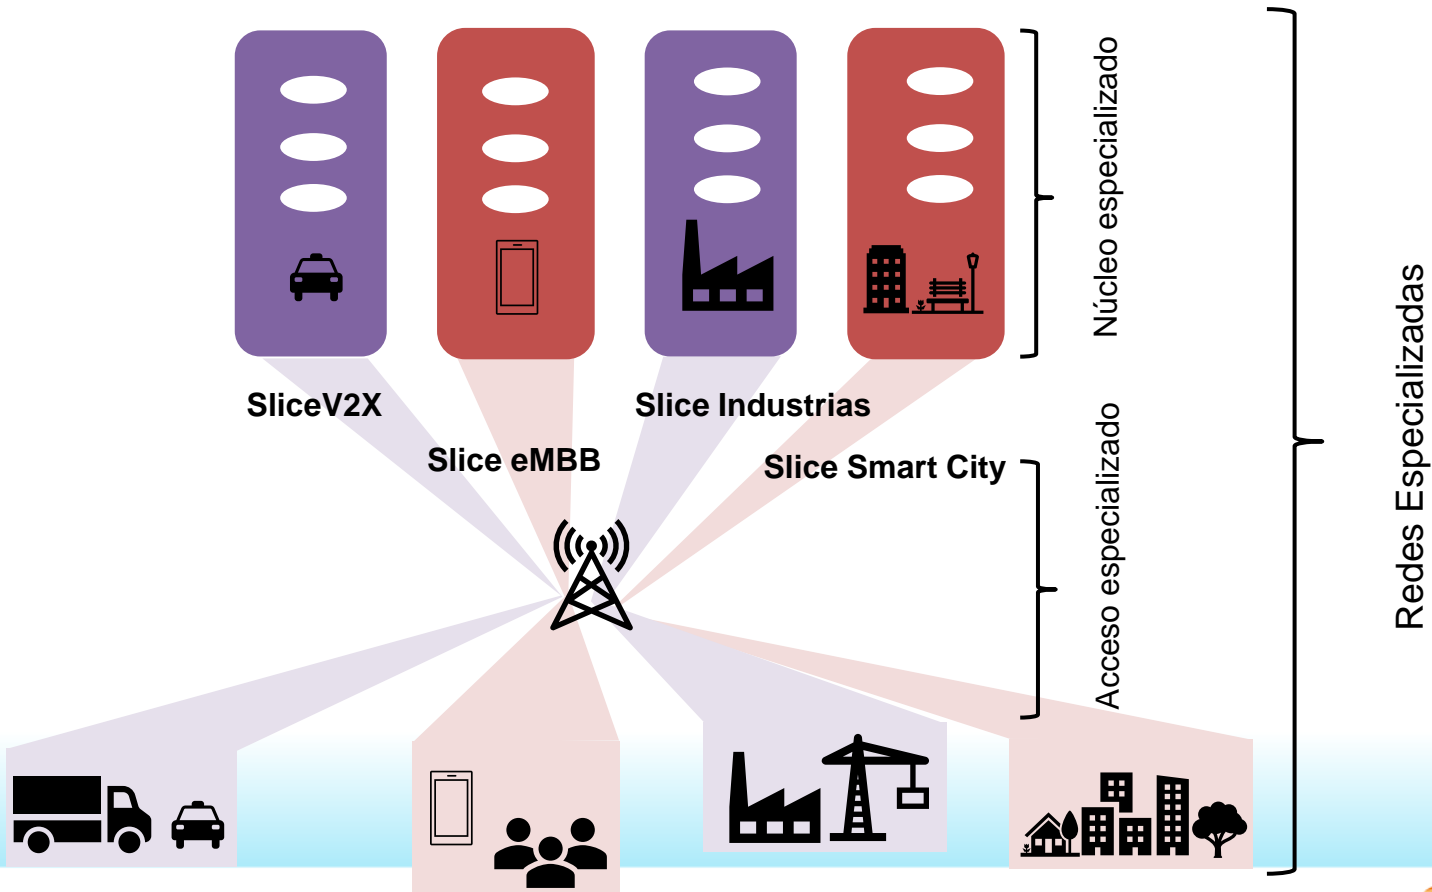 Núcleo especializado
SliceV2X
Slice Industrias
Slice eMBB
Slice Smart City
Acceso especializado
Redes Especializadas